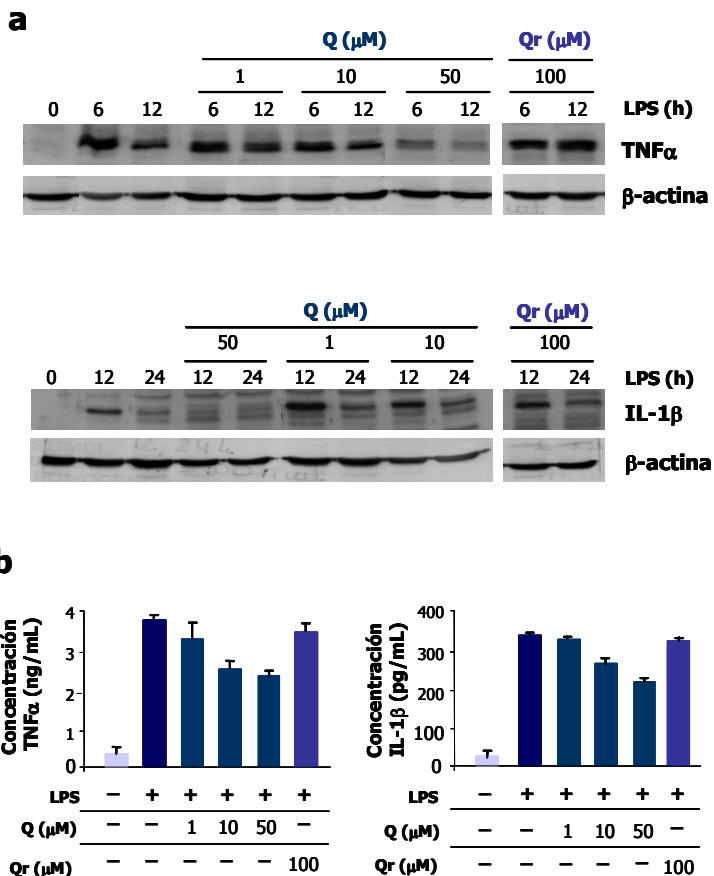 a
Q (µM) Qr (µM)
1 10 50 100
0 6 12 6 12 6 12 6 12 6 12 LPS (h)
TNFα
β-actina
Q (µM) Qr (µM)
50 1 10 100
0 12 24 12 24 12 24 12 24 12 24 LPS (h)
IL-1β
β-actina
b
Concentración
TNFα (ng/mL)
4
3
2
1
0
LPS − + + + + +
Q (µM) − − 1 10 50 −
Qr (µM) − − − − − 100
Concentración
IL-1β (pg/mL)
400
300
200
100
0
LPS − + + + + +
Q (µM) − − 1 10 50 −
Qr (µM) − − − − − 100